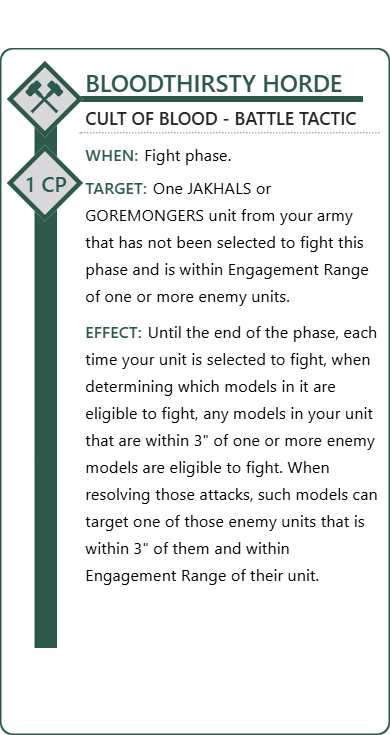 BLOODTHIRSTY HORDE
CULT OF BLOOD - BATTLE TACTIC
1 CP
WHEN: Fight phase.
TARGET: One JAKHALS or
GOREMONGERS unit from your army
that has not been selected to fight this
phase and is within Engagement Range
of one or more enemy units.
EFFECT: Until the end of the phase, each
time your unit is selected to fight, when
determining which models in it are
eligible to fight, any models in your unit
that are within 3" of one or more enemy
models are eligible to fight. When
resolving those attacks, such models can
target one of those enemy units that is
within 3" of them and within
Engagement Range of their unit.